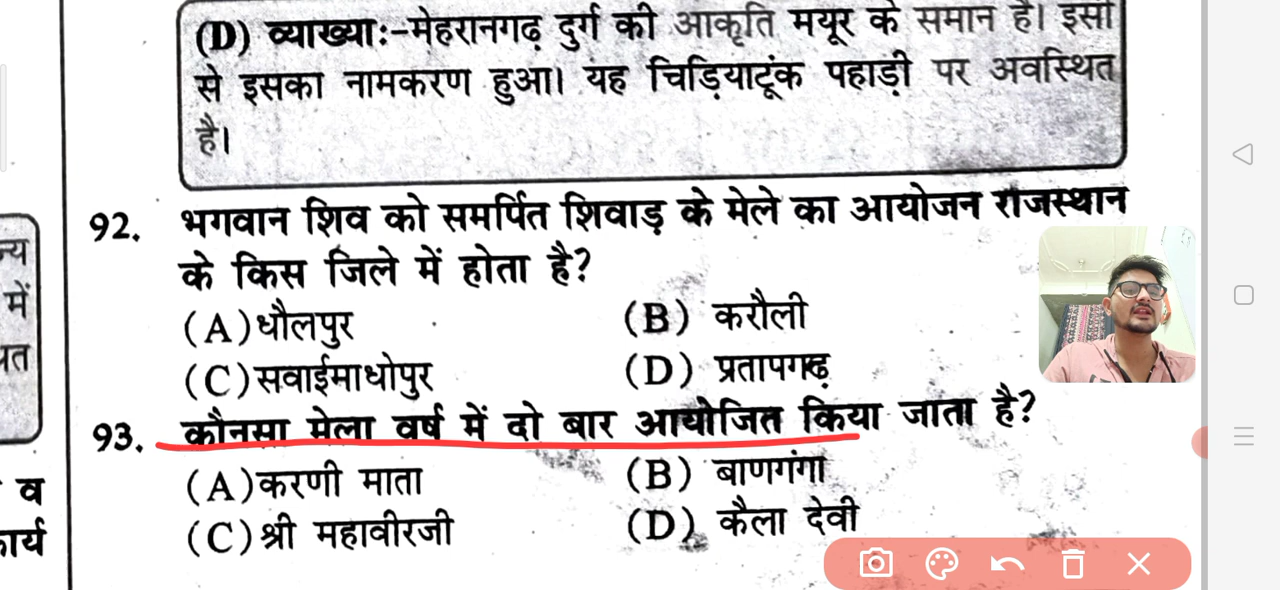 (D) व्याख्याः–मेहरानगढ़ दुर्ग की आकृति मयूर के समान है। इसी
से इसका नामकरण हुआ। यह चिड़ियाटूंक पहाड़ी पर अवस्थित
है।
92. भगवान शिव को समर्पित शिवाड़ के मेले का आयोजन राजस्थान
के किस जिले में होता है?
(A) धौलपुर (B) करौली
(C) सवाईमाधोपुर (D) प्रतापगढ़
93. कौनसा मेला वर्ष में दो बार आयोजित किया जाता है?
(A) करणी माता (B) बाणगंगा
(C) श्री महावीरजी (D) कैला देवी
में
व